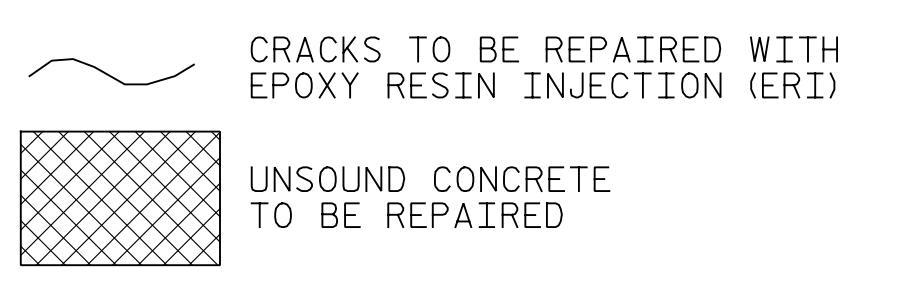 CRACKS TO BE REPAIRED WITH
EPOXY RESIN INJECTION (ERI)
UNSOUND CONCRETE
TO BE REPAIRED